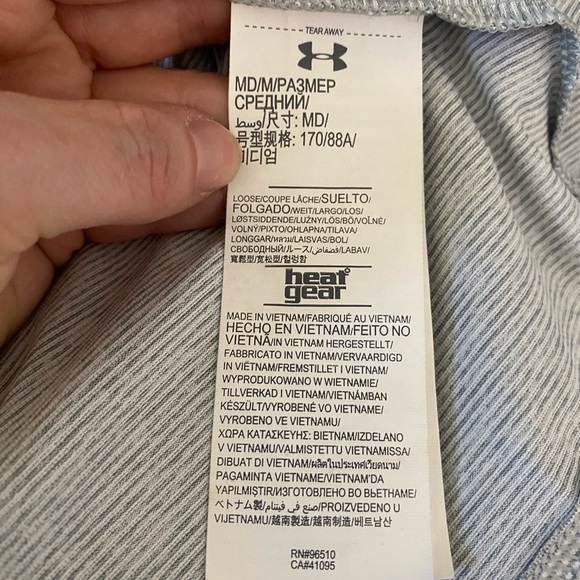 TEAR AWAY
MD/M/РАЗМЕР
СРЕДНИЙ/
وسط/尺寸: MD/
号型规格: 170/88A/
미디엄
LOOSE/COUPE LÂCHE/SUELTO/
FOLGADO/WEIT/LARGO/LOS/
LØSTSIDDENDE/LUŹNY/LÖS/BŐ/VOLNÉ/
VOLNÝ/PIXTO/OHLAPNA/TILAVA/
LONGGAR/หลวม/LAISVAS/BOL/
СВОБОДНЫЙ/ルース/فضفاض/LABAV/
寬鬆型/宽松型/헐렁함
heat
gear
MADE IN VIETNAM/FABRIQUÉ AU VIETNAM/
HECHO EN VIETNAM/FEITO NO
VIETNÃ/IN VIETNAM HERGESTELLT/
FABBRICATO IN VIETNAM/VERVAARDIGD
IN VIËTNAM/FREMSTILLET I VIETNAM/
WYPRODUKOWANO W WIETNAMIE/
TILLVERKAD I VIETNAM/VIETNÁMBAN
KÉSZÜLT/VYROBENÉ VO VIETNAME/
VYROBENO VE VIETNAMU/
ΧΩΡΑ ΚΑΤΑΣΚΕΥΗΣ: ΒΙΕΤΝΑΜ/IZDELANO
V VIETNAMU/VALMISTETTU VIETNAMISSA/
DIBUAT DI VIETNAM/ผลิตในประเทศเวียดนาม/
PAGAMINTA VIETNAME/VIETNAM'DA
YAPILMIŞTIR/ИЗГОТОВЛЕНО ВО ВЬЕТНАМЕ/
ベトナム製/صنع في فيتنام/PROIZVEDENO U
VIJETNAMU/越南製造/越南制造/베트남산
RN#96510
CA#41095